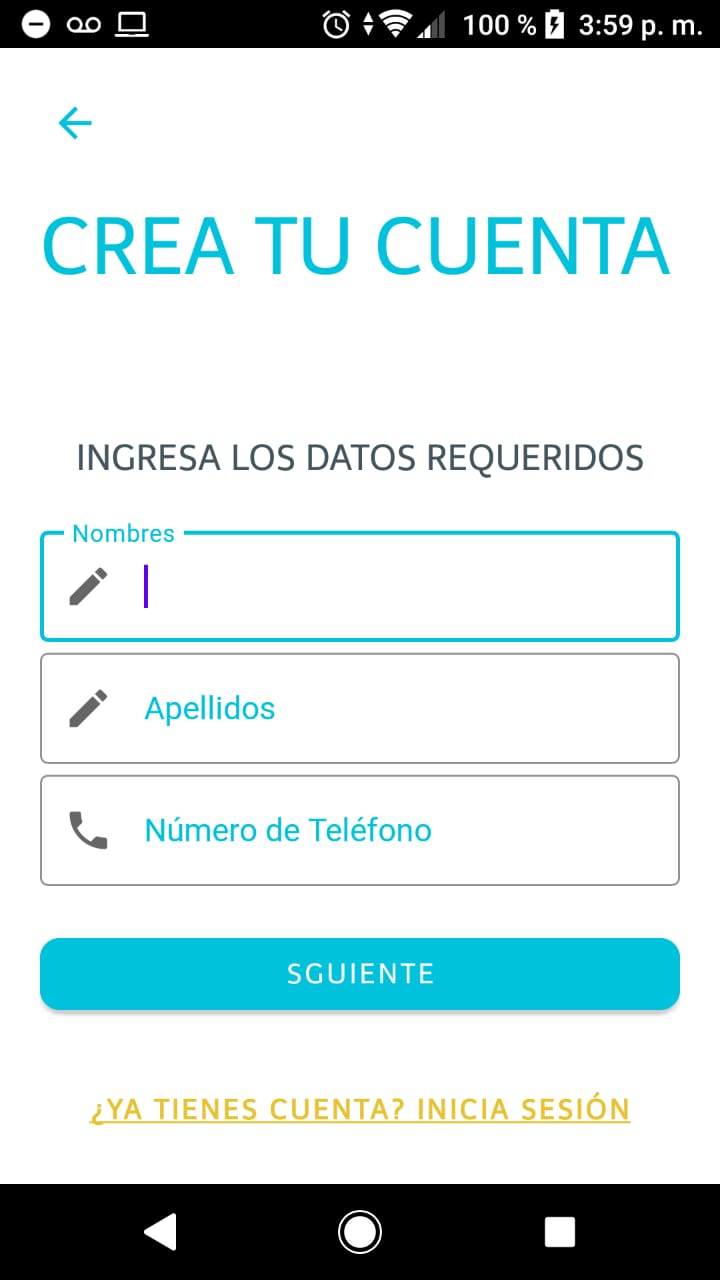 100 % 3:59 p. m.
CREA TU CUENTA
INGRESA LOS DATOS REQUERIDOS
Nombres
Apellidos
Número de Teléfono
SGUIENTE
¿YA TIENES CUENTA? INICIA SESIÓN